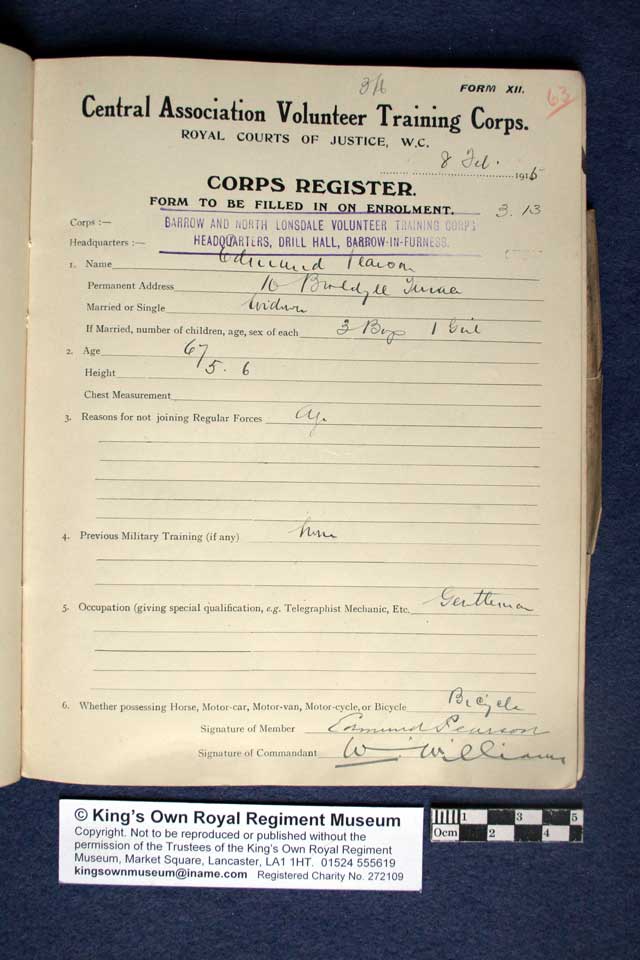 36
FORM XII.
63
Central Association Volunteer Training Corps.
ROYAL COURTS OF JUSTICE, W.C.
8 Feb. 1915
CORPS REGISTER.
FORM TO BE FILLED IN ON ENROLMENT. 3.13
Corps :— BARROW AND NORTH LONSDALE VOLUNTEER TRAINING CORPS
Headquarters :— HEADQUARTERS, DRILL HALL, BARROW-IN-FURNESS.
1. Name Edmund Pearson
Permanent Address 10
Married or Single Widower
If Married, number of children, age, sex of each 3 Boys 1 Girl
2. Age 67
Height 5. 6
Chest Measurement
3. Reasons for not joining Regular Forces Age
4. Previous Military Training (if any) None
5. Occupation (giving special qualification, e.g. Telegraphist Mechanic, Etc. Gentleman
6. Whether possessing Horse, Motor-car, Motor-van, Motor-cycle, or Bicycle Bicycle
Signature of Member Edmund Pearson
Signature of Commandant W. Williams
© King's Own Royal Regiment Museum
Copyright. Not to be reproduced or published without the
permission of the Trustees of the King's Own Royal Regiment
Museum, Market Square, Lancaster, LA1 1HT. 01524 555619
kingsownmuseum@iname.com Registered Charity No. 272109
1 3 5
0cm 2 4